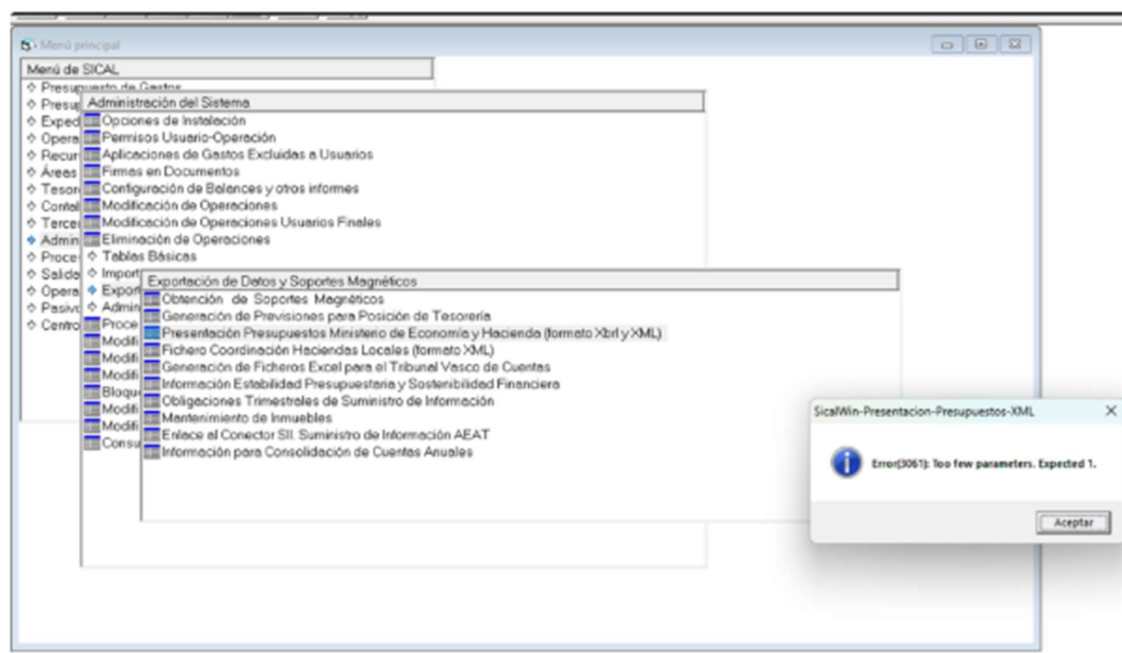 Menú principal
Menú de SICAL
Presupuesto de Gastos
Presup
Exped
Opera
Recur
Áreas
Tesor
Contal
Tercer
Admin
Proce
Salida
Opera
Pasivo
Centro
Administración del Sistema
Opciones de Instalación
Permisos Usuario-Operación
Aplicaciones de Gastos Excluidas a Usuarios
Firmas en Documentos
Configuración de Balances y otros informes
Modificación de Operaciones
Modificación de Operaciones Usuarios Finales
Eliminación de Operaciones
Tablas Básicas
Import
Export
Admin
Proce
Modifi
Modifi
Modifi
Bloqu
Modifi
Modifi
Consu
Exportación de Datos y Soportes Magnéticos
Obtención de Soportes Magnéticos
Generación de Previsiones para Posición de Tesorería
Presentación Presupuestos Ministerio de Economía y Hacienda (formato Xbrl y XML)
Fichero Coordinación Haciendas Locales (formato XML)
Generación de Ficheros Excel para el Tribunal Vasco de Cuentas
Información Estabilidad Presupuestaria y Sostenibilidad Financiera
Obligaciones Trimestrales de Suministro de Información
Mantenimiento de Inmuebles
Enlace al Conector SII. Suministro de Información AEAT
Información para Consolidación de Cuentas Anuales
SicalWin-Presentacion-Presupuestos-XML
Error(3061): Too few parameters. Expected 1.
Aceptar